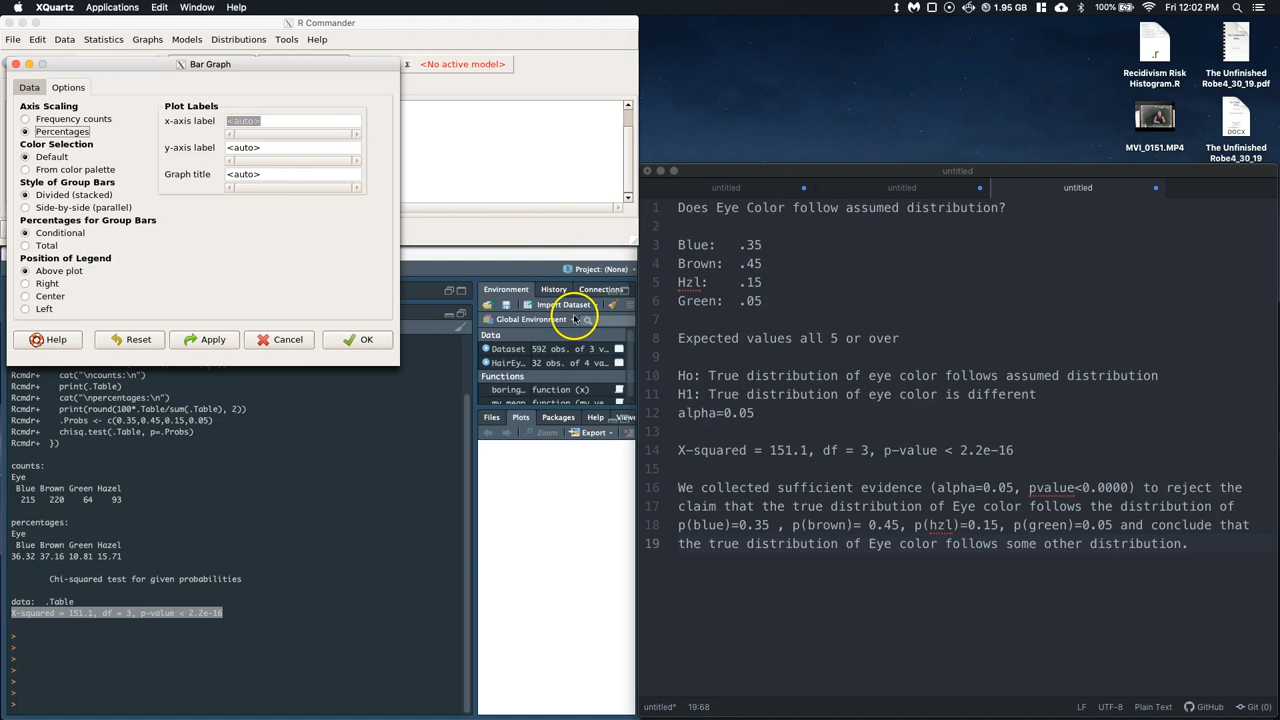 XQuartz Applications Edit Window Help
1.95 GB 100% Fri 12:02 PM
R Commander
File Edit Data Statistics Graphs Models Distributions Tools Help
Σ <No active model>
Bar Graph
Data Options
Axis Scaling
Frequency counts
Percentages
Color Selection
Default
From color palette
Style of Group Bars
Divided (stacked)
Side-by-side (parallel)
Percentages for Group Bars
Conditional
Total
Position of Legend
Above plot
Right
Center
Left
Plot Labels
x-axis label <auto>
y-axis label <auto>
Graph title <auto>
Help Reset Apply Cancel OK
Project: (None)
Environment History Connections
Import Dataset
Global Environment
Data
Dataset 592 obs. of 3 v…
HairEy… 32 obs. of 4 va…
Functions
boring… function (x)
Files Plots Packages Help
Zoom Export
Rcmdr+ cat("\ncounts:\n")
Rcmdr+ print(.Table)
Rcmdr+ cat("\npercentages:\n")
Rcmdr+ print(round(100*.Table/sum(.Table), 2))
Rcmdr+ .Probs <- c(0.35,0.45,0.15,0.05)
Rcmdr+ chisq.test(.Table, p=.Probs)
Rcmdr+ })
counts:
Eye
Blue Brown Green Hazel
215 220 64 93
percentages:
Eye
Blue Brown Green Hazel
36.32 37.16 10.81 15.71
Chi-squared test for given probabilities
data: .Table
X-squared = 151.1, df = 3, p-value < 2.2e-16
>
>
>
>
>
>
>
Recidivism Risk
Histogram.R
The Unfinished
Robe4_30_19.pdf
MVI_0151.MP4
DOCX
The Unfinished
Robe4_30_19
untitled
untitled untitled untitled
1 Does Eye Color follow assumed distribution?
2
3 Blue: .35
4 Brown: .45
5 Hzl: .15
6 Green: .05
7
8 Expected values all 5 or over
9
10 Ho: True distribution of eye color follows assumed distribution
11 H1: True distribution of eye color is different
12 alpha=0.05
13
14 X-squared = 151.1, df = 3, p-value < 2.2e-16
15
16 We collected sufficient evidence (alpha=0.05, pvalue<0.0000) to reject the
17 claim that the true distribution of Eye color follows the distribution of
18 p(blue)=0.35 , p(brown)= 0.45, p(hzl)=0.15, p(green)=0.05 and conclude that
19 the true distribution of Eye color follows some other distribution.
untitled* 19:68 LF UTF-8 Plain Text GitHub Git (0)